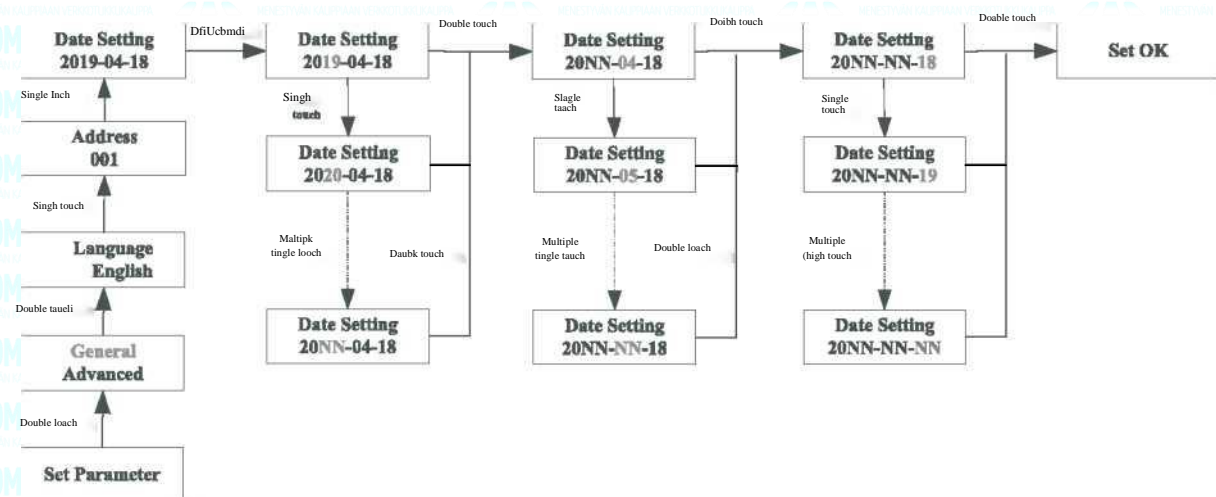 Date Setting
2019-04-18
DfiUcbmdi
Date Setting
2019-04-18
Double touch
Date Setting
20NN-04-18
Doibh touch
Date Setting
20NN-NN-18
Doable touch
Set OK
Single Inch
Singh
touch
Slagle
taach
Single
touch
Address
001
Date Setting
2020-04-18
Date Setting
20NN-05-18
Date Setting
20NN-NN-19
Singh touch
Language
English
Maltipk
tingle looch
Daubk touch
Multiple
tingle tauch
Double loach
Multiple
(high touch
Double taueli
General
Advanced
Date Setting
20NN-04-18
Date Setting
20NN-NN-18
Date Setting
20NN-NN-NN
Double loach
Set Parameter